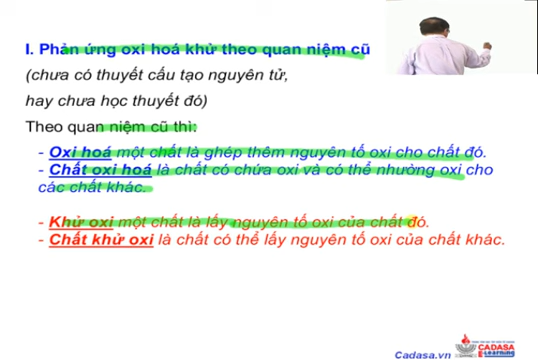 I. Phản ứng oxi hoá khử theo quan niệm cũ
(chưa có thuyết cấu tạo nguyên tử,
hay chưa học thuyết đó)
Theo quan niệm cũ thì:
- Oxi hoá một chất là ghép thêm nguyên tố oxi cho chất đó.
- Chất oxi hoá là chất có chứa oxi và có thể nhường oxi cho
các chất khác.
- Khử oxi một chất là lấy nguyên tố oxi của chất đó.
- Chất khử oxi là chất có thể lấy nguyên tố oxi của chất khác.
Cadasa.vn
CADASA
E-Learning